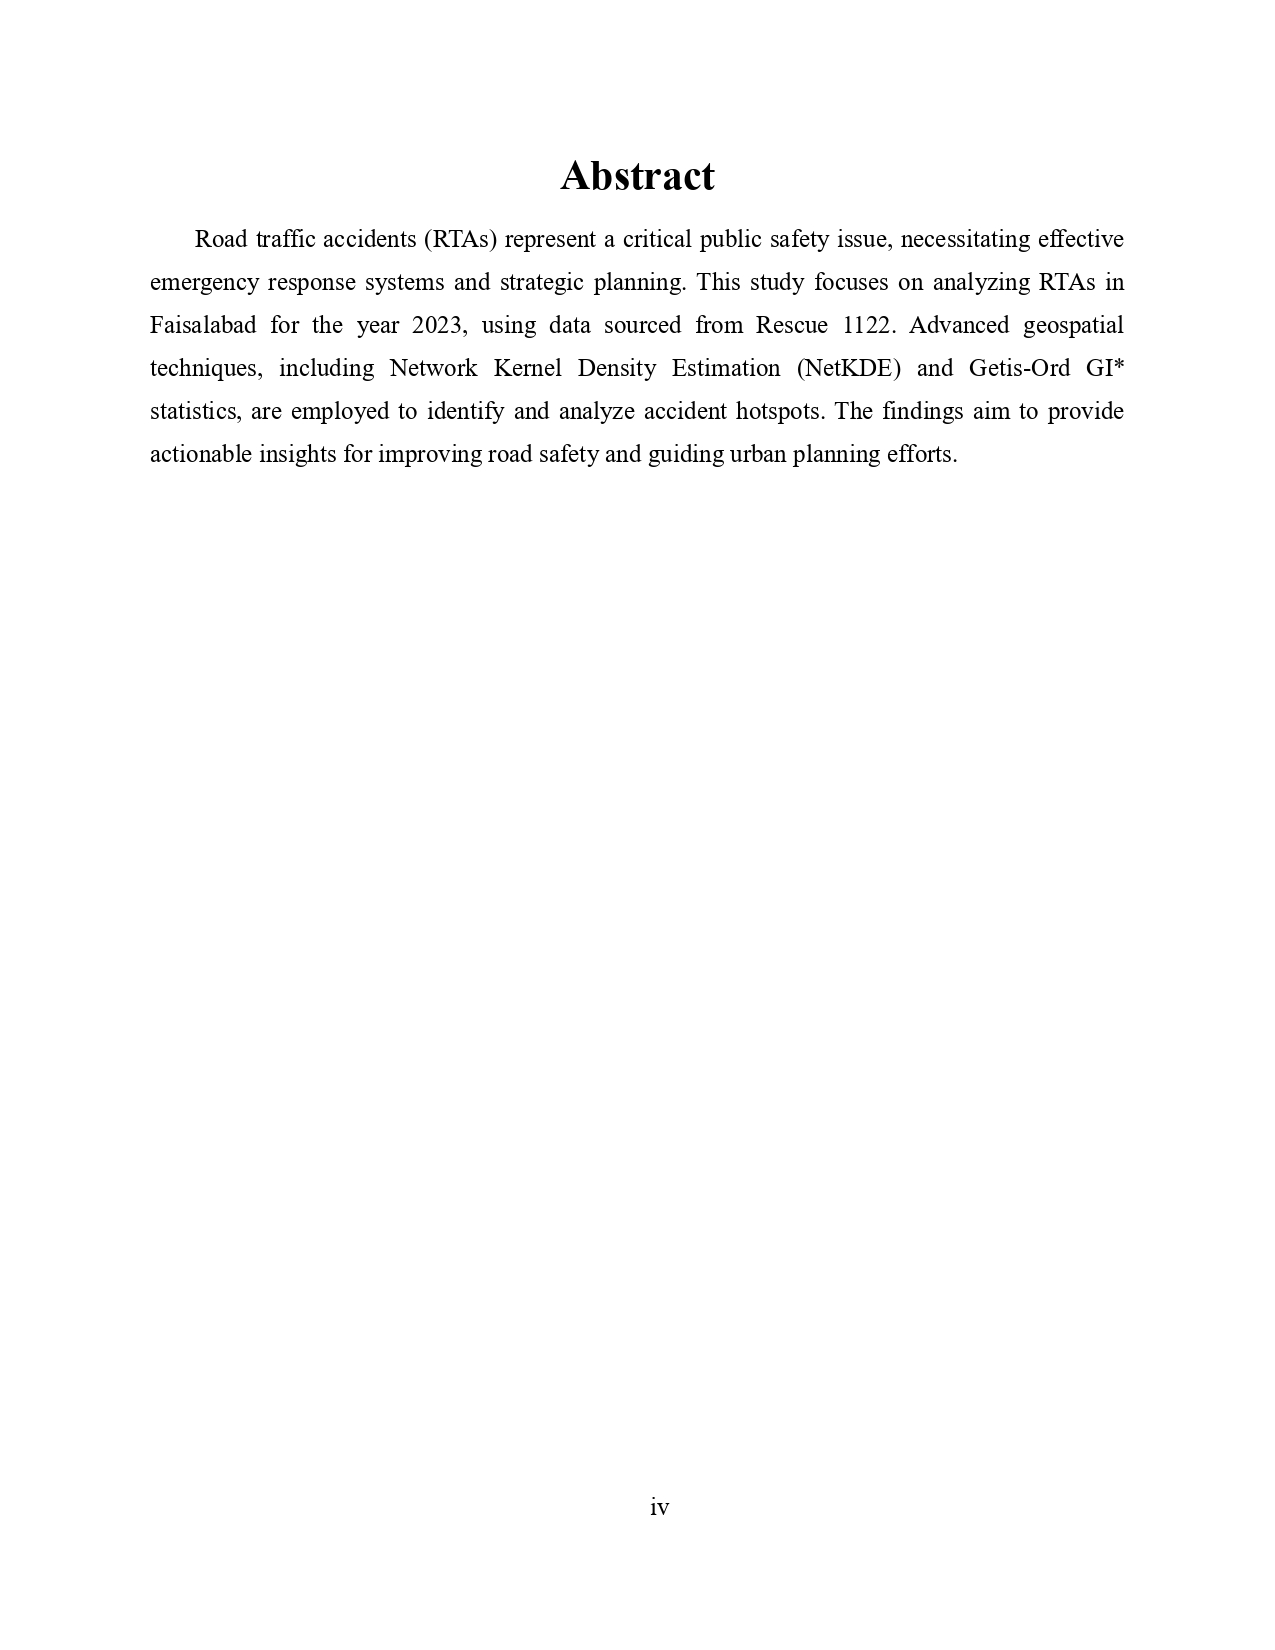 Abstract
Road traffic accidents (RTAs) represent a critical public safety issue, necessitating effective
emergency response systems and strategic planning. This study focuses on analyzing RTAs in
Faisalabad for the year 2023, using data sourced from Rescue 1122. Advanced geospatial
techniques, including Network Kernel Density Estimation (NetKDE) and Getis-Ord GI*
statistics, are employed to identify and analyze accident hotspots. The findings aim to provide
actionable insights for improving road safety and guiding urban planning efforts.
iv